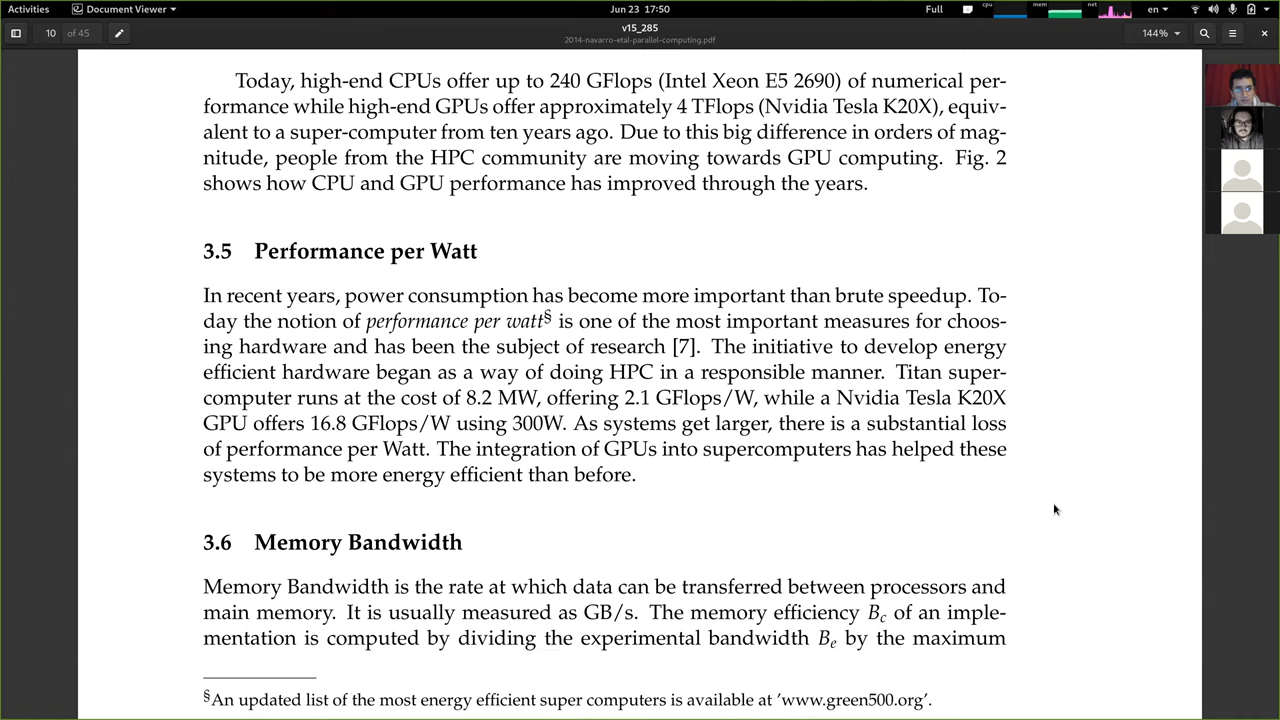 Activities Document Viewer Jun 23 17:50 Full cpu mem net en
10 of 45 v15_285 144%
2014-navarro-etal-parallel-computing.pdf
Today, high-end CPUs offer up to 240 GFlops (Intel Xeon E5 2690) of numerical per-
formance while high-end GPUs offer approximately 4 TFlops (Nvidia Tesla K20X), equiv-
alent to a super-computer from ten years ago. Due to this big difference in orders of mag-
nitude, people from the HPC community are moving towards GPU computing. Fig. 2
shows how CPU and GPU performance has improved through the years.
3.5 Performance per Watt
In recent years, power consumption has become more important than brute speedup. To-
day the notion of performance per watt§ is one of the most important measures for choos-
ing hardware and has been the subject of research [7]. The initiative to develop energy
efficient hardware began as a way of doing HPC in a responsible manner. Titan super-
computer runs at the cost of 8.2 MW, offering 2.1 GFlops/W, while a Nvidia Tesla K20X
GPU offers 16.8 GFlops/W using 300W. As systems get larger, there is a substantial loss
of performance per Watt. The integration of GPUs into supercomputers has helped these
systems to be more energy efficient than before.
3.6 Memory Bandwidth
Memory Bandwidth is the rate at which data can be transferred between processors and
main memory. It is usually measured as GB/s. The memory efficiency Bc of an imple-
mentation is computed by dividing the experimental bandwidth Be by the maximum
§An updated list of the most energy efficient super computers is available at 'www.green500.org'.